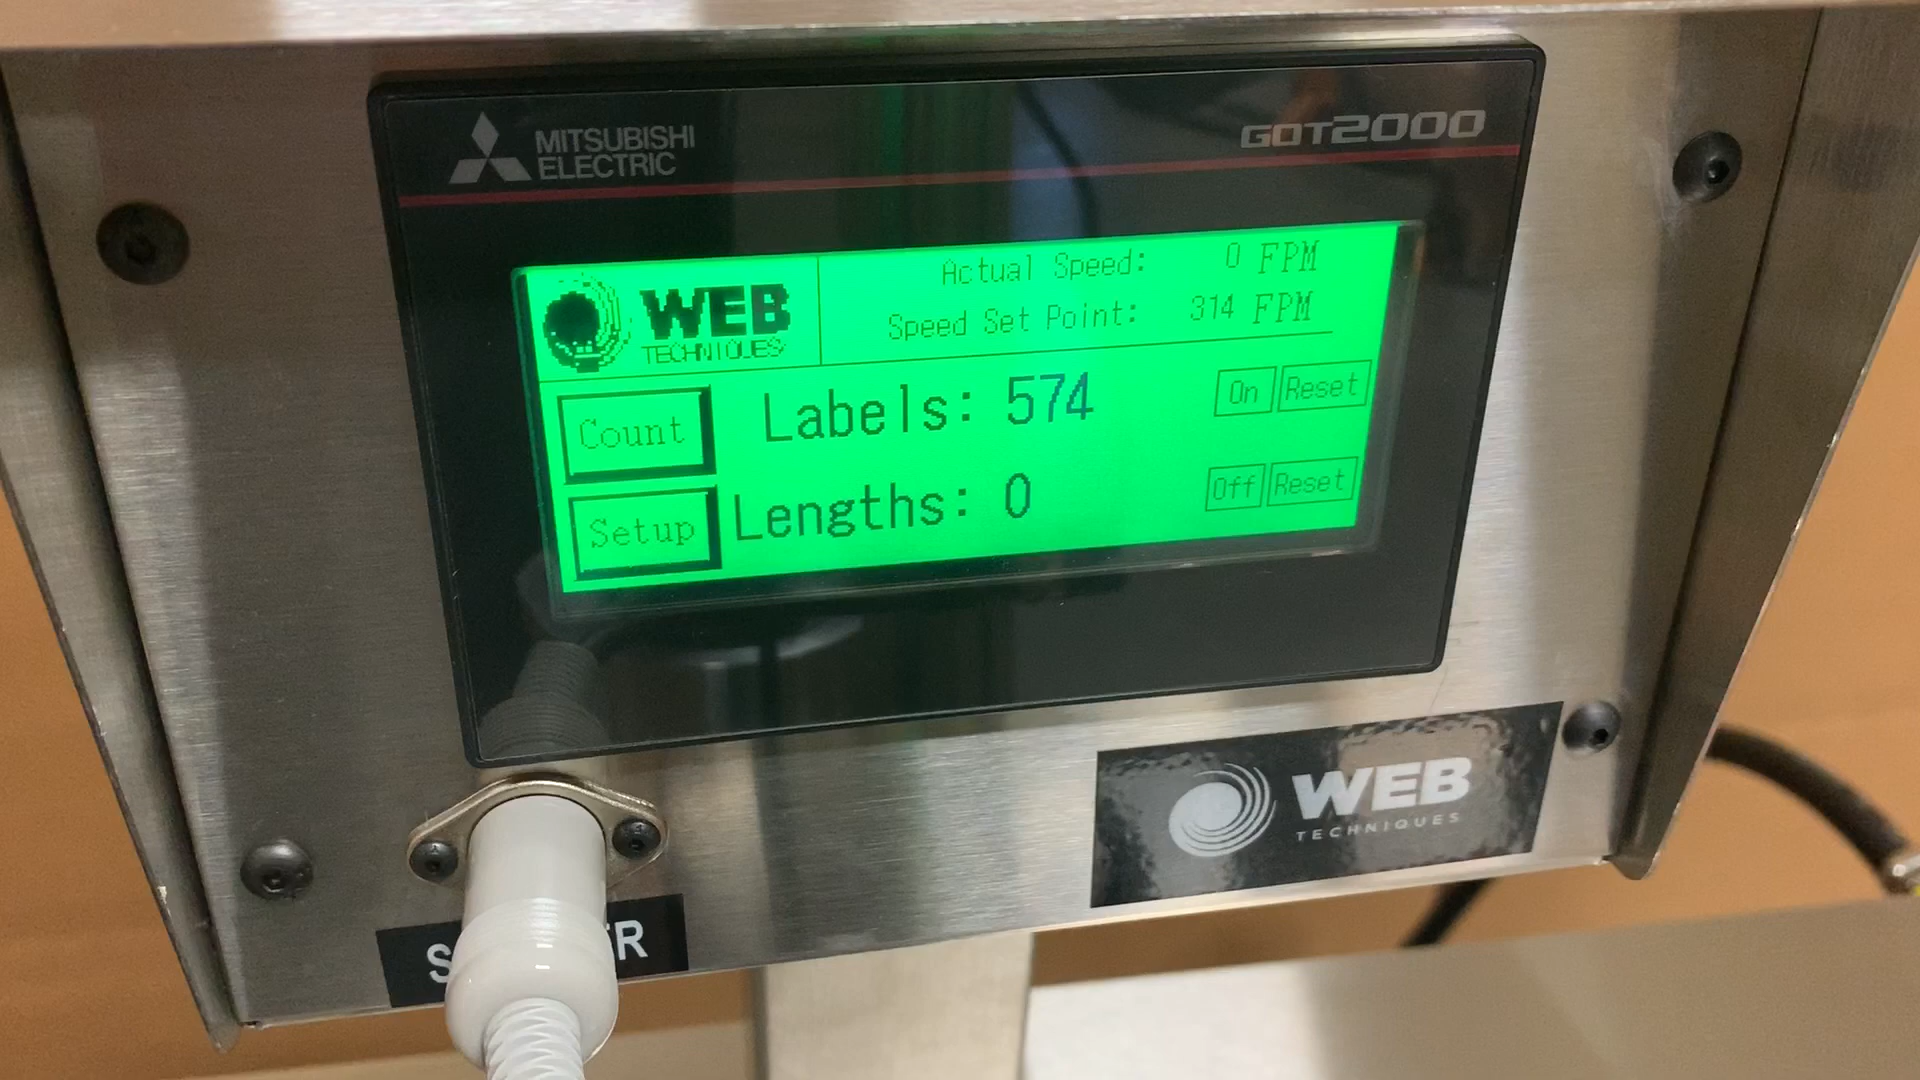 MITSUBISHI
ELECTRIC
GOT2000
WEB
TECHNIQUES
Actual Speed: 0 FPM
Speed Set Point: 314 FPM
Count
Labels: 574
On
Reset
Setup
Lengths: 0
Off
Reset
WEB
TECHNIQUES